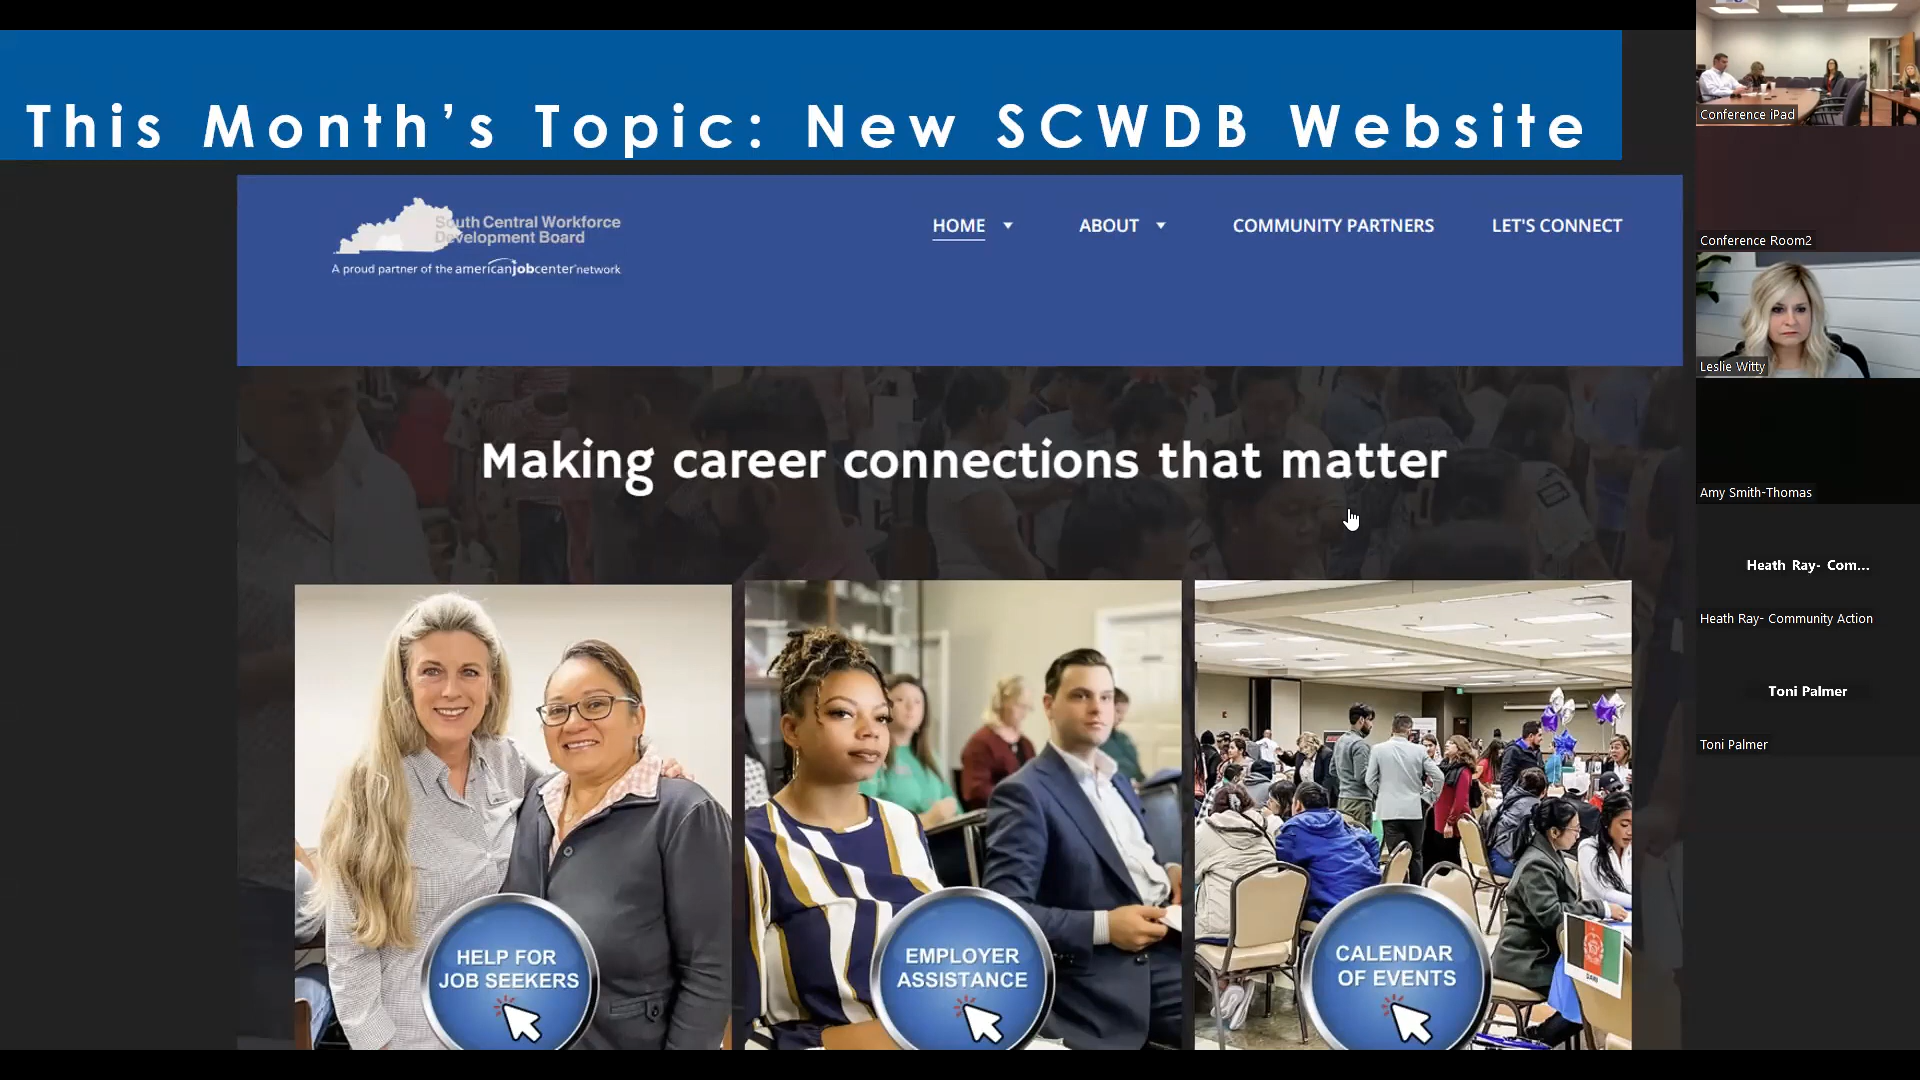 This Month’s Topic: New SCWDB Website
South Central Workforce
Development Board
A proud partner of the americanjobcenter network
HOME
ABOUT
COMMUNITY PARTNERS
LET'S CONNECT
Making career connections that matter
HELP FOR
JOB SEEKERS
EMPLOYER
ASSISTANCE
CALENDAR
OF EVENTS
Conference iPad
Conference Room2
Leslie Witty
Amy Smith-Thomas
Heath Ray- Com...
Heath Ray- Community Action
Toni Palmer
Toni Palmer